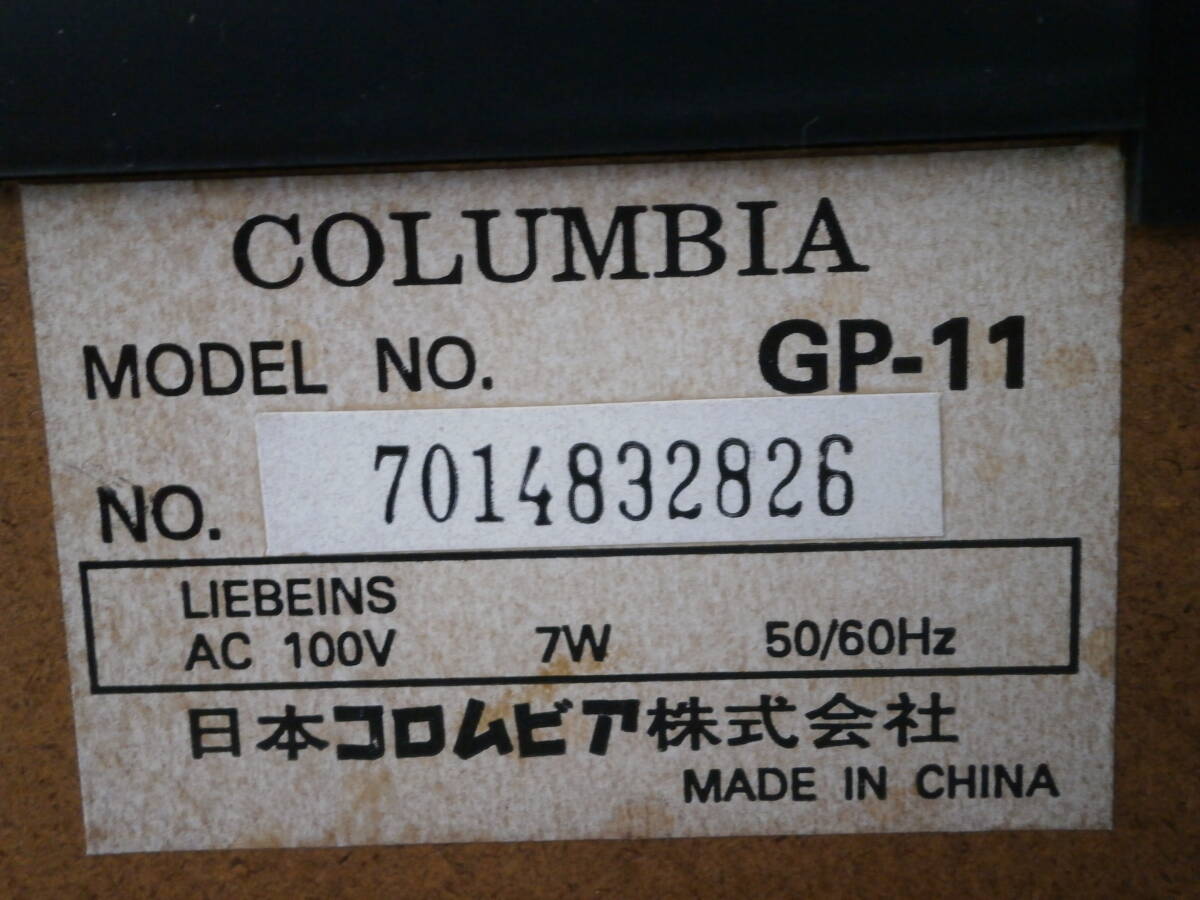 COLUMBIA
MODEL NO. GP-11
NO. 7014832826
LIEBEINS
AC 100V 7W 50/60Hz
日本コロムビア株式会社
MADE IN CHINA